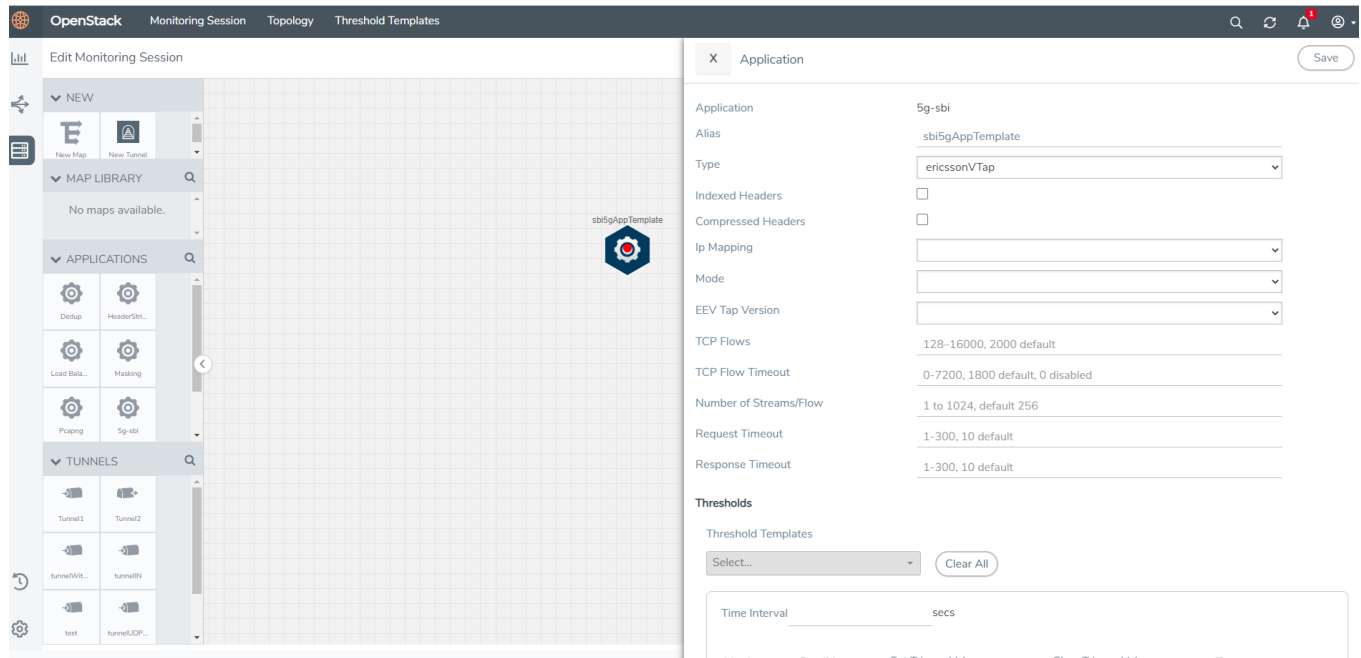 OpenStack Monitoring Session Topology Threshold Templates 1
Edit Monitoring Session
NEW
New Map New Tunnel
MAP LIBRARY
No maps available.
APPLICATIONS
Dedup HeaderStri...
Load Bala... Masking
Pcapng 5g-sbi
TUNNELS
Tunnel1 Tunnel2
tunnelWit... tunnelIN
test tunnelUDP...
sbi5gAppTemplate
X Application Save
Application 5g-sbi
Alias sbi5gAppTemplate
Type ericssonVTap
Indexed Headers
Compressed Headers
Ip Mapping
Mode
EEV Tap Version
TCP Flows 128–16000, 2000 default
TCP Flow Timeout 0-7200, 1800 default, 0 disabled
Number of Streams/Flow 1 to 1024, default 256
Request Timeout 1-300, 10 default
Response Timeout 1-300, 10 default
Thresholds
Threshold Templates
Select... Clear All
Time Interval secs